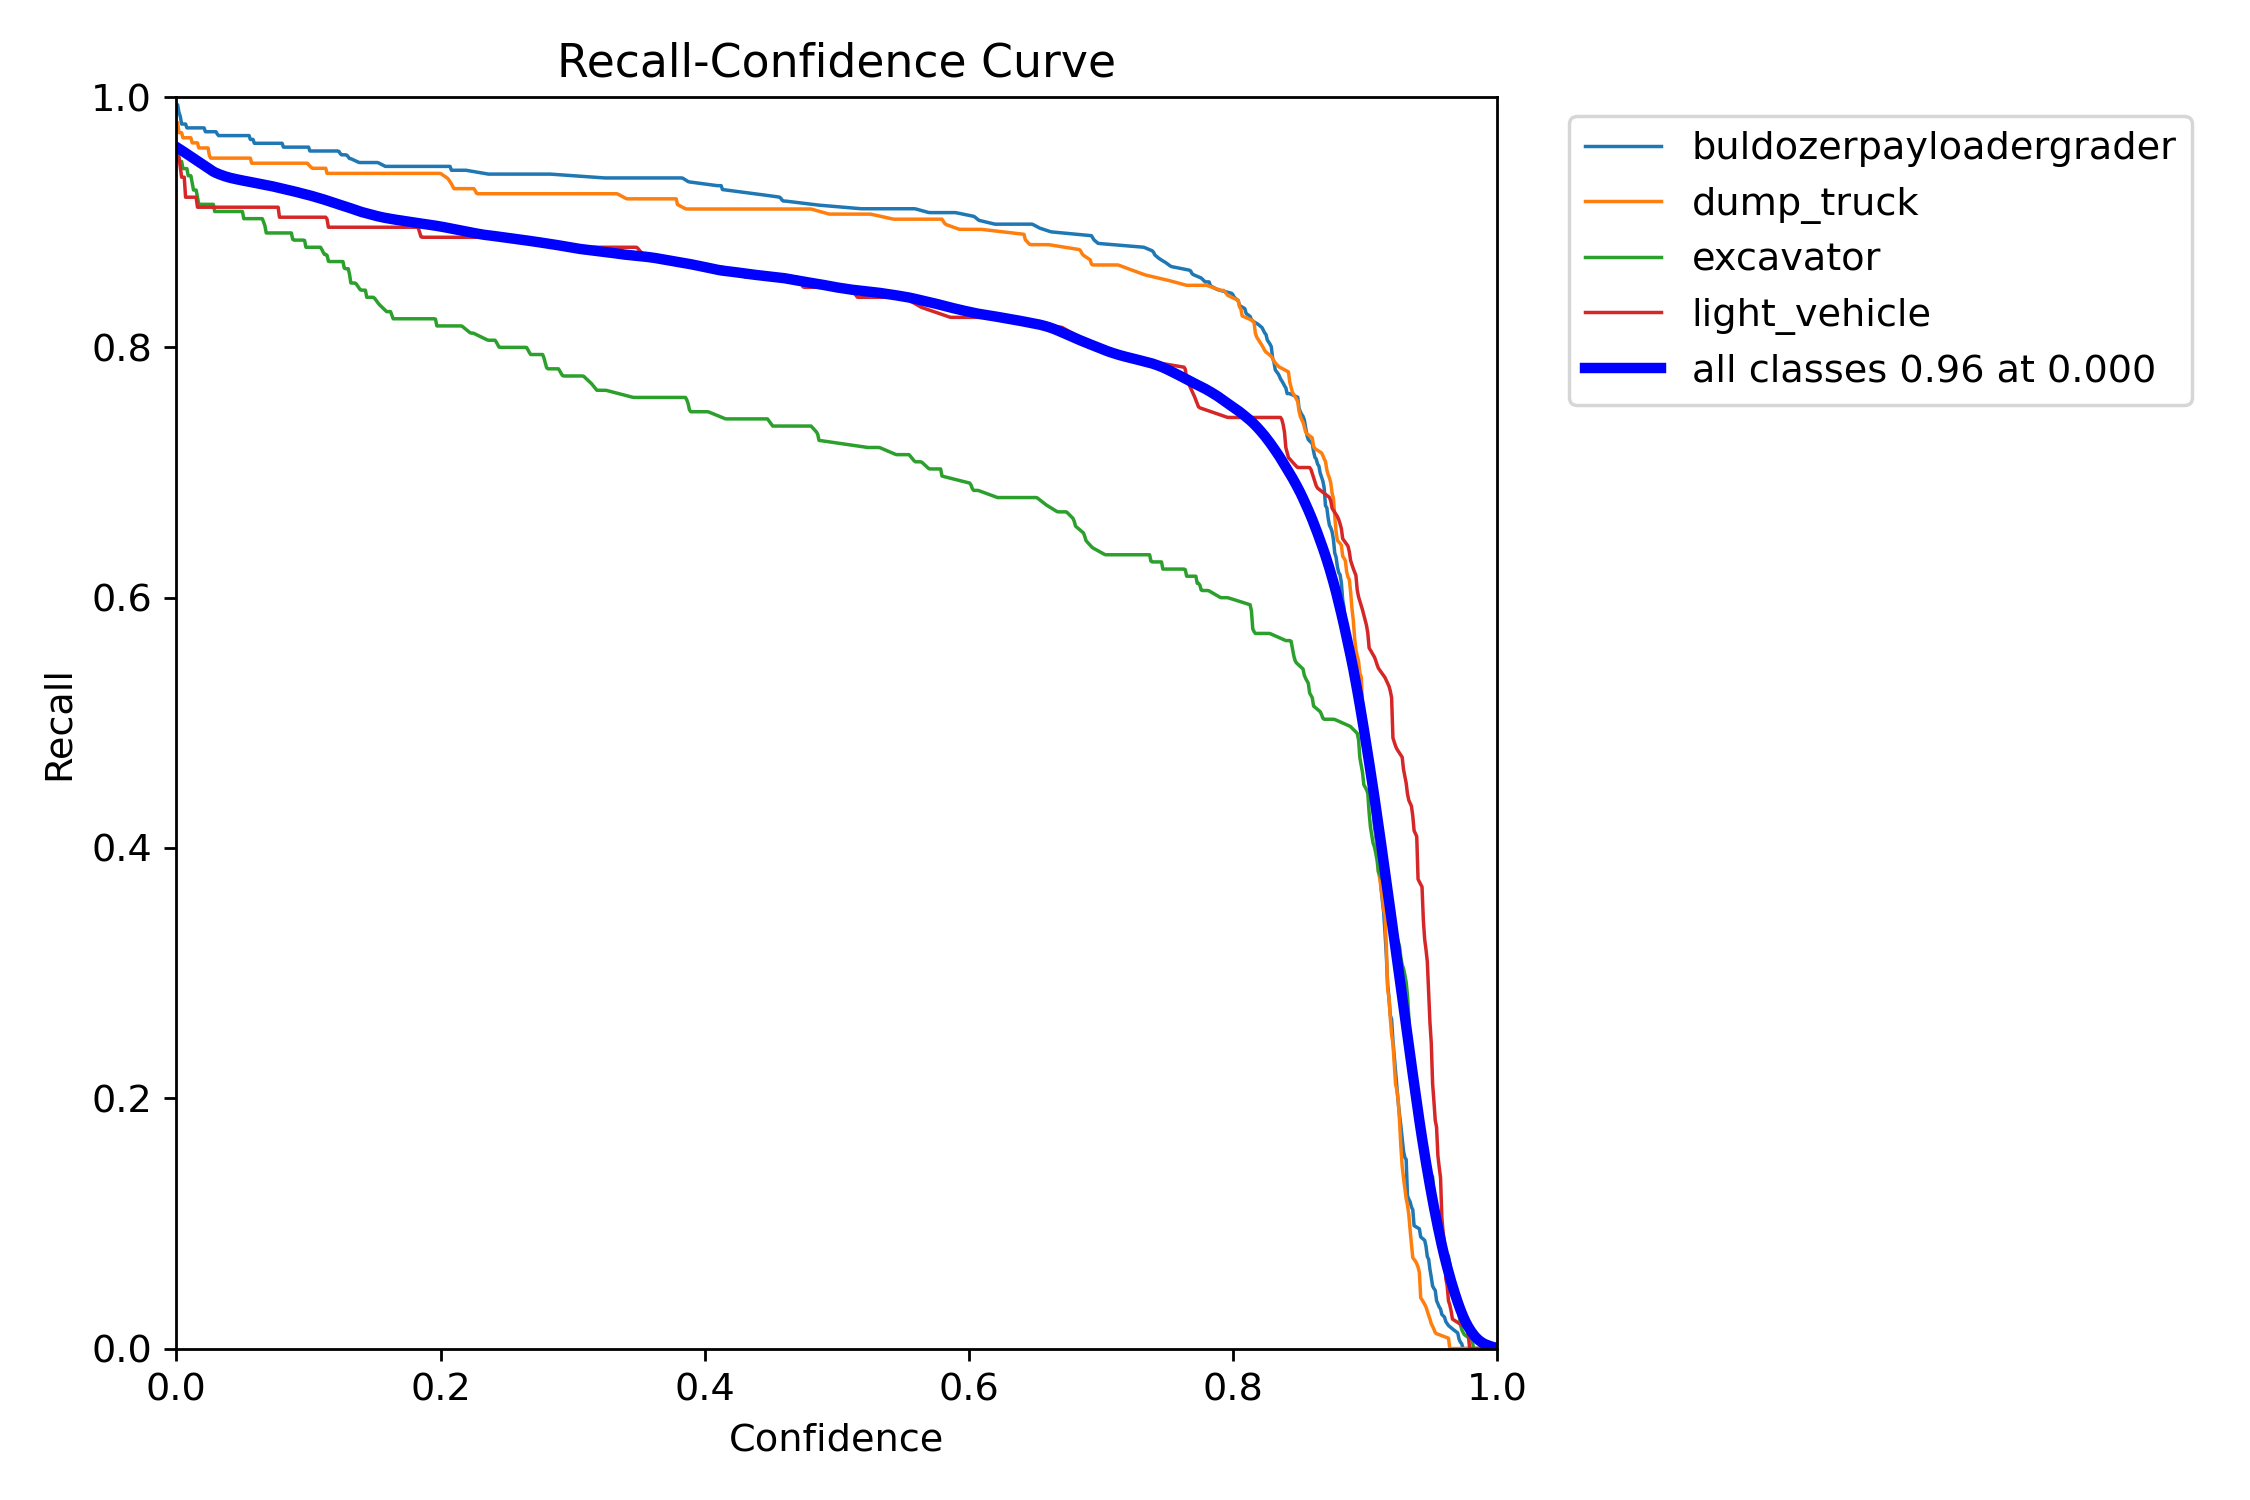 Recall-Confidence Curve
1.0
0.8
0.6
0.4
0.2
0.0
Recall
0.0 0.2 0.4 0.6 0.8 1.0
Confidence
buldozerpayloadergrader
dump_truck
excavator
light_vehicle
all classes 0.96 at 0.000